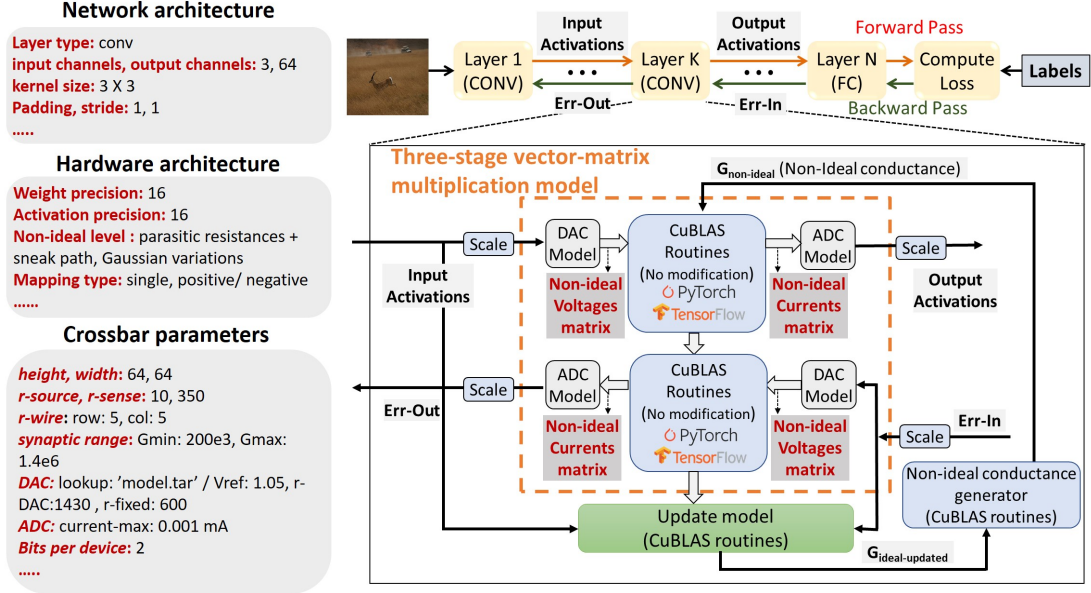 Network architecture
Layer type: conv
input channels, output channels: 3, 64
kernel size: 3 X 3
Padding, stride: 1, 1
.....
Hardware architecture
Weight precision: 16
Activation precision: 16
Non-ideal level : parasitic resistances +
sneak path, Gaussian variations
Mapping type: single, positive/ negative
......
Crossbar parameters
height, width: 64, 64
r-source, r-sense: 10, 350
r-wire: row: 5, col: 5
synaptic range: Gmin: 200e3, Gmax:
1.4e6
DAC: lookup: 'model.tar' / Vref: 1.05, r-
DAC:1430 , r-fixed: 600
ADC: current-max: 0.001 mA
Bits per device: 2
.....
Layer 1
(CONV)
Input
Activations
...
Err-Out
Layer K
(CONV)
Output
Activations
...
Err-In
Layer N
(FC)
Forward Pass
Backward Pass
Compute
Loss
Labels
Three-stage vector-matrix
multiplication model
Gnon-ideal (Non-Ideal conductance)
Input
Activations
Scale
DAC
Model
Non-ideal
Voltages
matrix
CuBLAS
Routines
(No modification)
PyTorch
TensorFlow
ADC
Model
Non-ideal
Currents
matrix
Scale
Output
Activations
Err-Out
Scale
ADC
Model
Non-ideal
Currents
matrix
CuBLAS
Routines
(No modification)
PyTorch
TensorFlow
DAC
Model
Non-ideal
Voltages
matrix
Scale
Err-In
Non-ideal conductance
generator
(CuBLAS routines)
Update model
(CuBLAS routines)
Gideal-updated